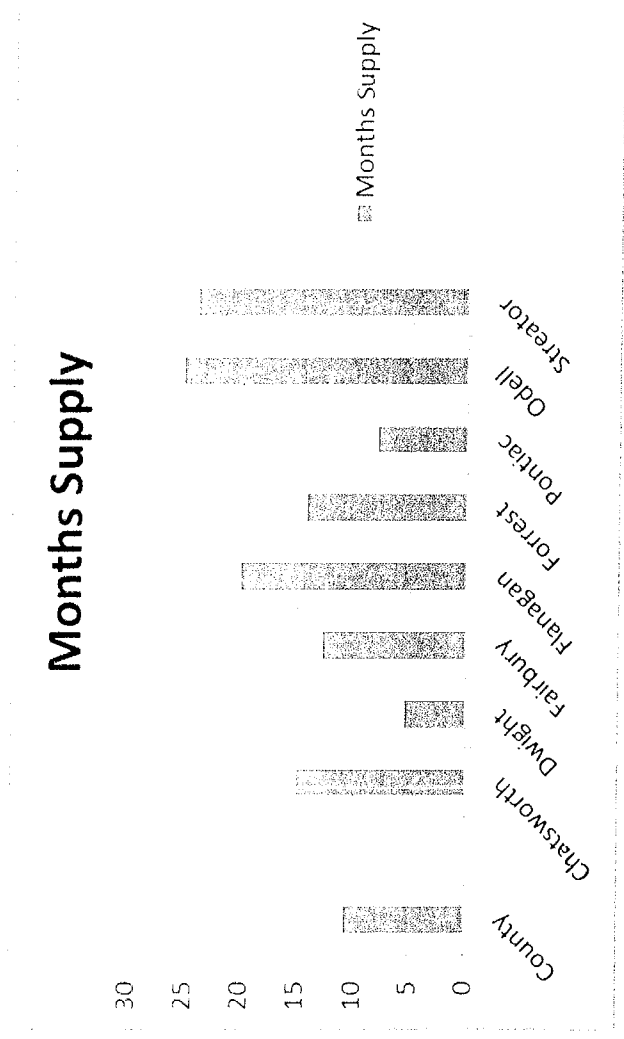 Months Supply
30
25
20
15
10
5
0
County
Chatsworth
Dwight
Fairbury
Flanagan
Forrest
Pontiac
Odell
Streator
Months Supply